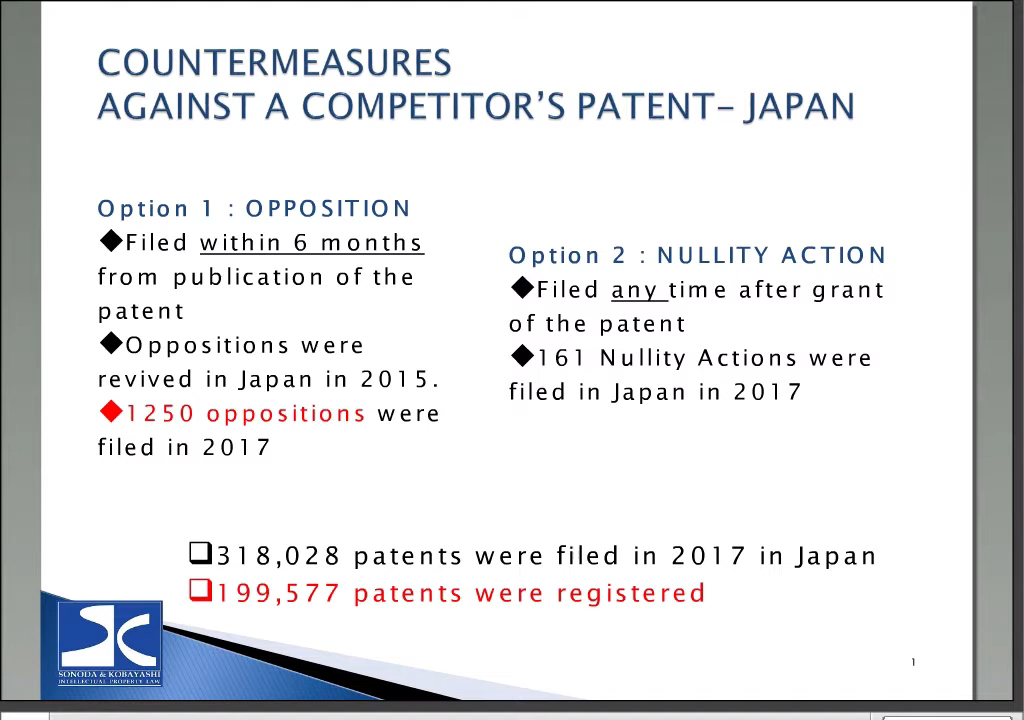 COUNTERMEASURES
AGAINST A COMPETITOR’S PATENT– JAPAN
Option 1 : OPPOSITION
◆Filed within 6 months
from publication of the
patent
◆Oppositions were
revived in Japan in 2015.
◆1250 oppositions were
filed in 2017
Option 2 : NULLITY ACTION
◆Filed any time after grant
of the patent
◆161 Nullity Actions were
filed in Japan in 2017
❑318,028 patents were filed in 2017 in Japan
❑199,577 patents were registered
SONODA & KOBAYASHI
INTELLECTUAL PROPERTY LAW
1